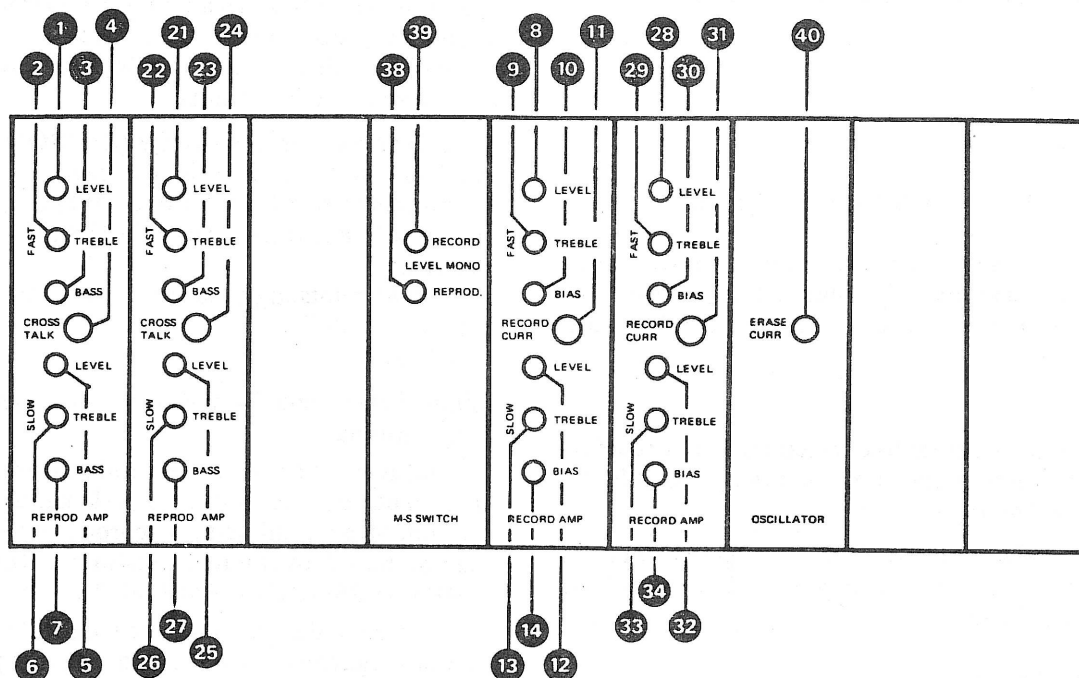 1 4 21 24 39 8 11 28 31 40
2 3 22 23 38 9 10 29 30
LEVEL
FAST
TREBLE
BASS
CROSS
TALK
LEVEL
SLOW
TREBLE
BASS
REPROD AMP
LEVEL
FAST
TREBLE
BASS
CROSS
TALK
LEVEL
SLOW
TREBLE
BASS
REPROD AMP
RECORD
LEVEL MONO
REPROD.
M-S SWITCH
LEVEL
FAST
TREBLE
BIAS
RECORD
CURR
LEVEL
SLOW
TREBLE
BIAS
RECORD AMP
LEVEL
FAST
TREBLE
BIAS
RECORD
CURR
LEVEL
SLOW
TREBLE
BIAS
RECORD AMP
ERASE
CURR
OSCILLATOR
7 27 14 33 34 32
6 5 26 25 13 12